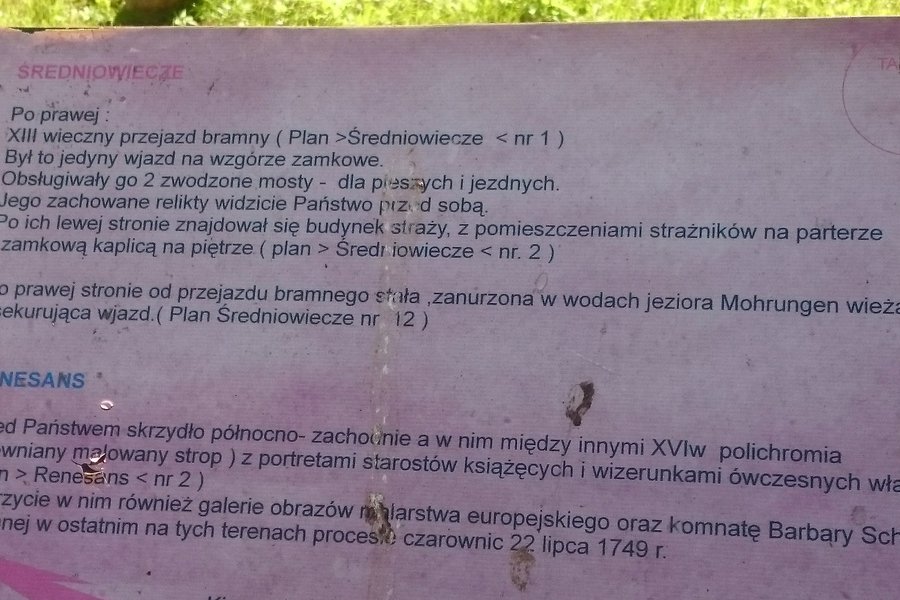 ŚREDNIOWIECZE
TA
Po prawej :
XIII wieczny przejazd bramny ( Plan >Średniowiecze < nr 1 )
Był to jedyny wjazd na wzgórze zamkowe.
Obsługiwały go 2 zwodzone mosty - dla pieszych i jezdnych.
Jego zachowane relikty widzicie Państwo przed sobą.
Po ich lewej stronie znajdował się budynek straży, z pomieszczeniami strażników na parterze
zamkową kaplicą na piętrze ( plan > Średniowiecze < nr. 2 )
o prawej stronie od przejazdu bramnego stała ,zanurzona w wodach jeziora Mohrungen wieża
sekurująca wjazd.( Plan Średniowiecze nr 12 )
NESANS
ed Państwem skrzydło północno- zachodnie a w nim między innymi XVIw polichromia
ewniany malowany strop ) z portretami starostów książęcych i wizerunkami ówczesnych wła
n > Renesans < nr 2 )
rzycie w nim również galerie obrazów malarstwa europejskiego oraz komnatę Barbary Sch
nej w ostatnim na tych terenach procesie czarownic 22 lipca 1749 r.